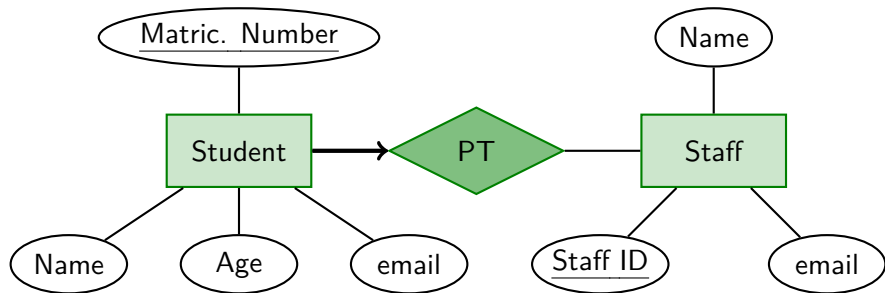 Matric. Number
Name
Student
PT
Staff
Name
Age
email
Staff ID
email